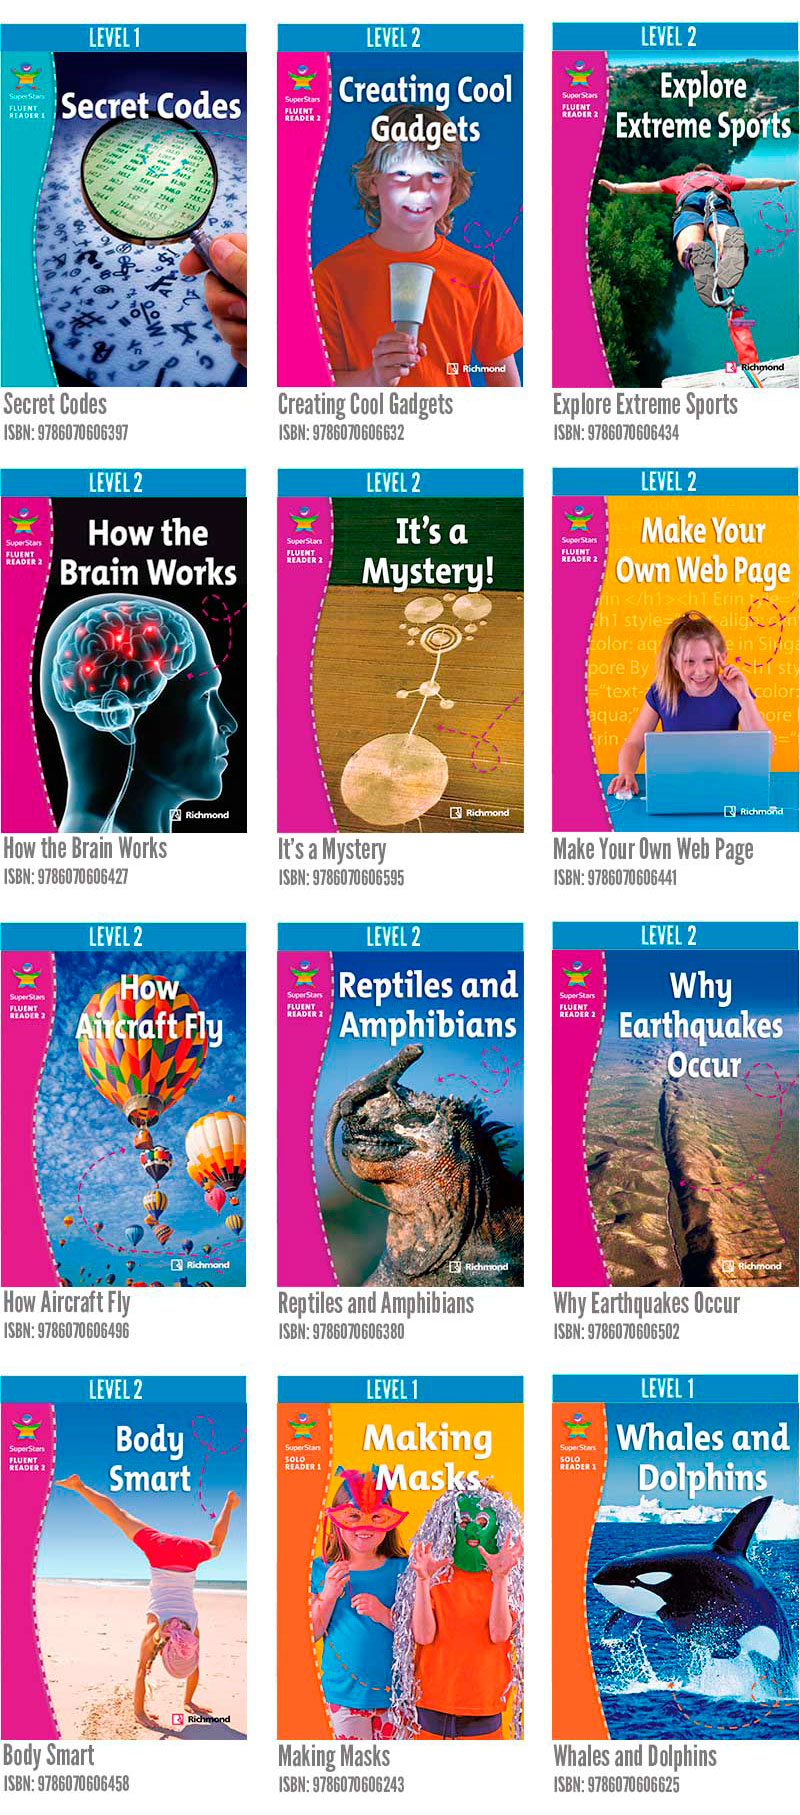 LEVEL 1
SuperStars
FLUENT
READER 1
Secret Codes
Secret Codes
ISBN: 9786070606397
LEVEL 2
SuperStars
FLUENT
READER 2
Creating Cool
Gadgets
Richmond
Creating Cool Gadgets
ISBN: 9786070606632
LEVEL 2
SuperStars
FLUENT
READER 2
Explore
Extreme Sports
Richmond
Explore Extreme Sports
ISBN: 9786070606434
LEVEL 2
SuperStars
FLUENT
READER 2
How the
Brain Works
Richmond
How the Brain Works
ISBN: 9786070606427
LEVEL 2
SuperStars
FLUENT
READER 2
It's a
Mystery!
Richmond
It's a Mystery
ISBN: 9786070606595
LEVEL 2
SuperStars
FLUENT
READER 2
Make Your
Own Web Page
Richmond
Make Your Own Web Page
ISBN: 9786070606441
LEVEL 2
SuperStars
FLUENT
READER 2
How
Aircraft Fly
Richmond
How Aircraft Fly
ISBN: 9786070606496
LEVEL 2
SuperStars
FLUENT
READER 2
Reptiles and
Amphibians
Richmond
Reptiles and Amphibians
ISBN: 9786070606380
LEVEL 2
SuperStars
FLUENT
READER 2
Why
Earthquakes
Occur
Richmond
Why Earthquakes Occur
ISBN: 9786070606502
LEVEL 2
SuperStars
FLUENT
READER 2
Body
Smart
Richmond
Body Smart
ISBN: 9786070606458
LEVEL 1
SuperStars
SOLO
READER 1
Making
Masks
Making Masks
ISBN: 9786070606243
LEVEL 1
SuperStars
SOLO
READER 1
Whales and
Dolphins
Whales and Dolphins
ISBN: 9786070606625